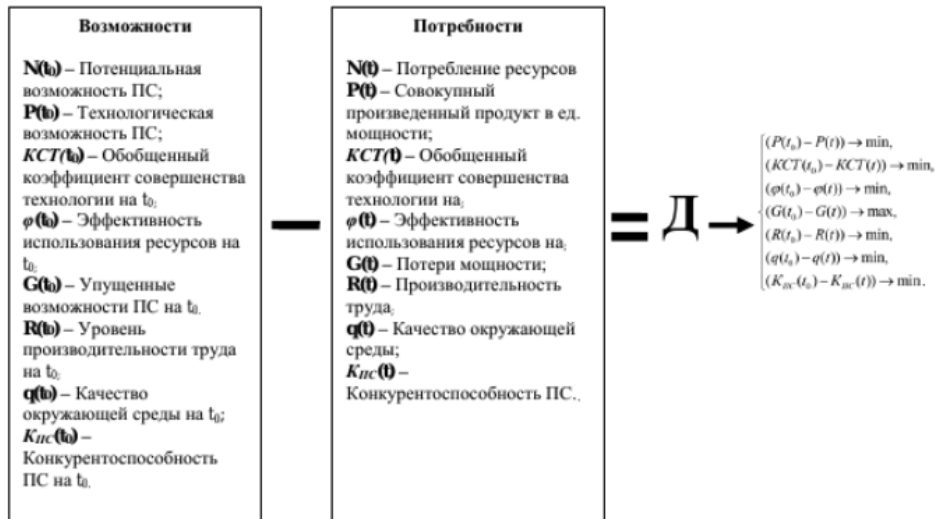 Возможности
N(t₀) – Потенциальная
возможность ПС;
P(t₀) – Технологическая
возможность ПС;
КСТ(t₀) – Обобщенный
коэффициент совершенства
технологии на t₀;
φ(t₀) – Эффективность
использования ресурсов на
t₀;
G(t₀) – Упущенные
возможности ПС на t₀.
R(t₀) – Уровень
производительности труда
на t₀;
q(t₀) – Качество
окружающей среды на t₀;
K_ПС(t₀) –
Конкурентоспособность
ПС на t₀.
–
Потребности
N(t) – Потребление ресурсов
P(t) – Совокупный
произведенный продукт в ед.
мощности;
КСТ(t) – Обобщенный
коэффициент совершенства
технологии на;
φ(t) – Эффективность
использования ресурсов на;
G(t) – Потери мощности;
R(t) – Производительность
труда;
q(t) – Качество окружающей
среды;
K_ПС(t) –
Конкурентоспособность ПС..
= Д →
(P(t₀) – P(t)) → min,
(КСТ(t₀) – КСТ(t)) → min,
(φ(t₀) – φ(t)) → min,
(G(t₀) – G(t)) → max,
(R(t₀) – R(t)) → min,
(q(t₀) – q(t)) → min,
(K_ПС(t₀) – K_ПС(t)) → min.